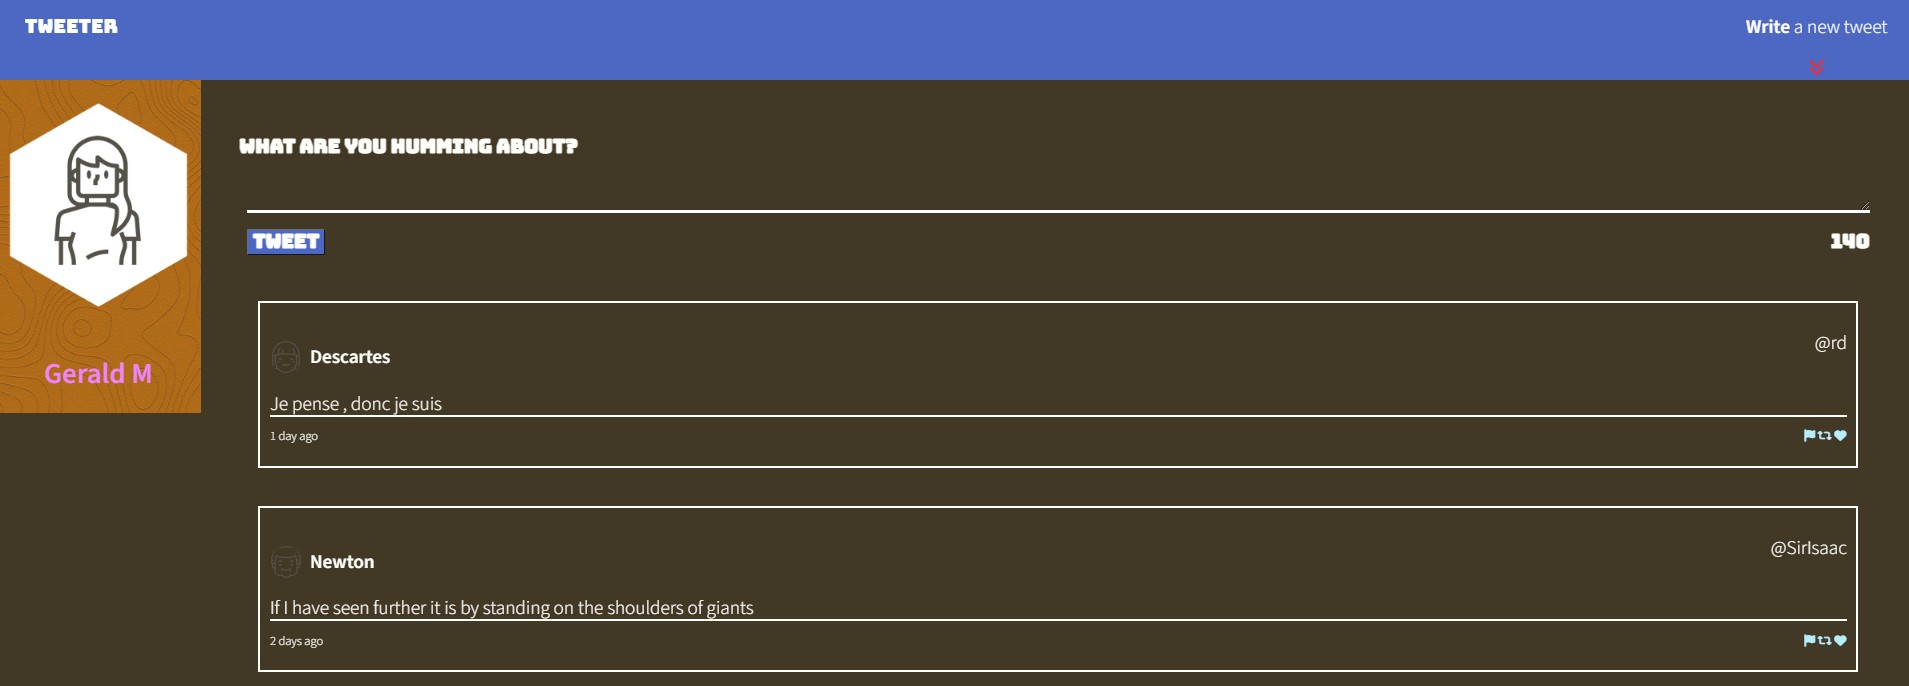 TWEETER
Write a new tweet
WHAT ARE YOU HUMMING ABOUT?
TWEET
140
Gerald M
Descartes
@rd
Je pense , donc je suis
1 day ago
Newton
@SirIsaac
If I have seen further it is by standing on the shoulders of giants
2 days ago